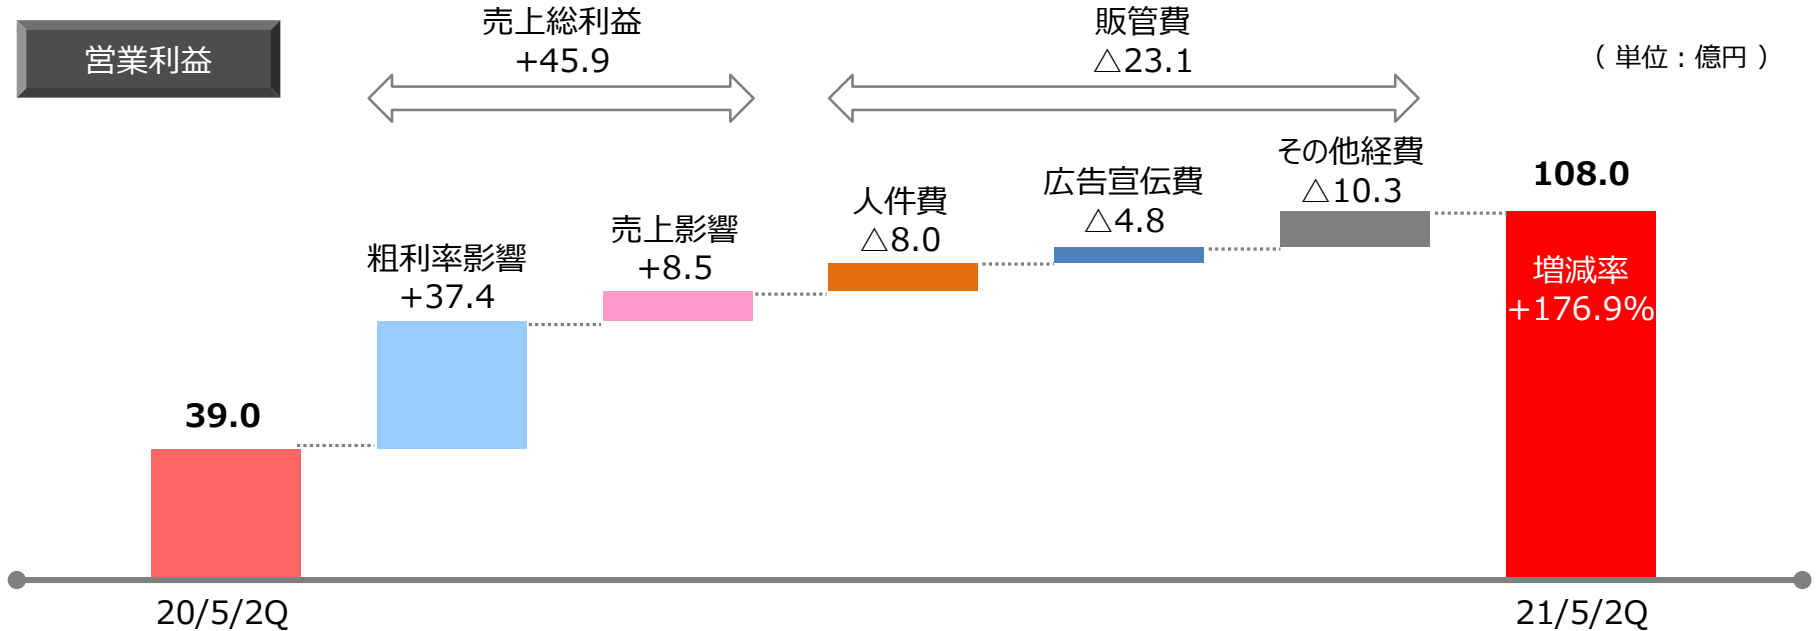 営業利益
売上総利益
+45.9
販管費
△23.1
（ 単位：億円 ）
39.0
粗利率影響
+37.4
売上影響
+8.5
人件費
△8.0
広告宣伝費
△4.8
その他経費
△10.3
108.0
増減率
+176.9%
20/5/2Q
21/5/2Q